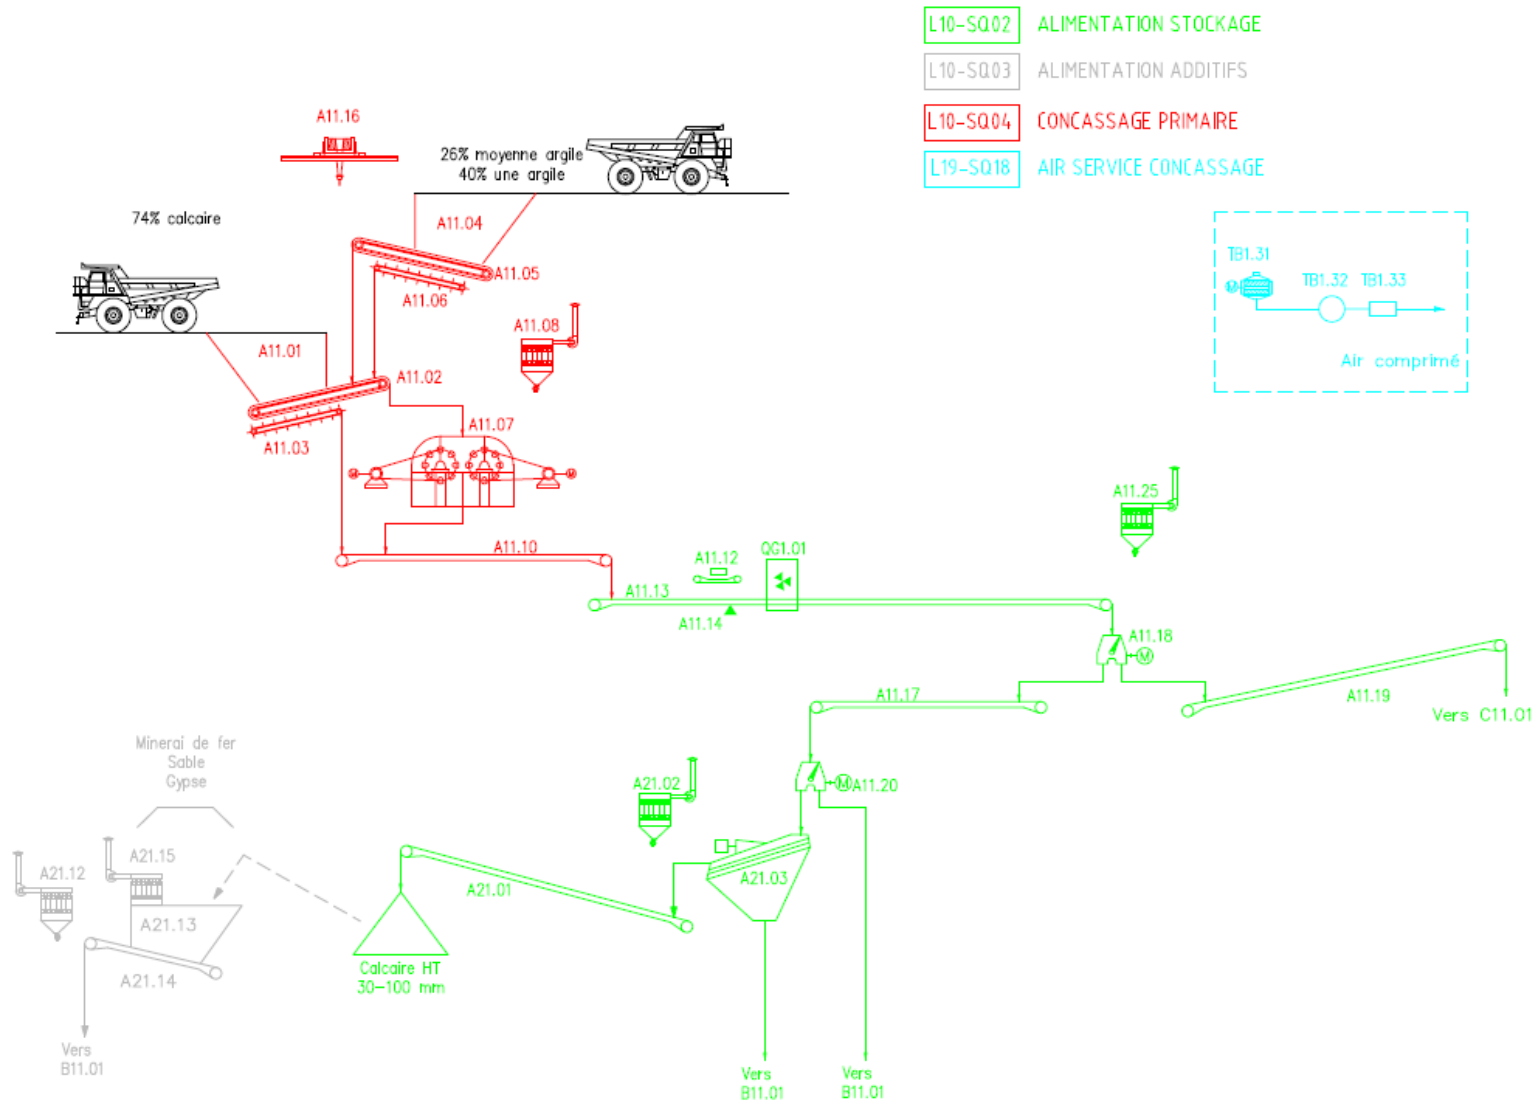 L10-SQ02 ALIMENTATION STOCKAGE
L10-SQ03 ALIMENTATION ADDITIFS
L10-SQ04 CONCASSAGE PRIMAIRE
L19-SQ18 AIR SERVICE CONCASSAGE
A11.16
26% moyenne argile
40% une argile
74% calcaire
A11.04
A11.05
A11.06
TB1.31
TB1.32 TB1.33
Air comprimé
A11.08
A11.01
A11.02
A11.03
A11.07
M
M
M
A11.25
A11.10
A11.12
QG1.01
A11.13
A11.14
A11.18
M
A11.17
A11.19
Vers C11.01
Minerai de fer
Sable
Gypse
A21.02
M
A11.20
A21.15
A21.12
A21.01
A21.03
A21.13
A21.14
Calcaire HT
30-100 mm
Vers
B11.01
Vers
B11.01
Vers
B11.01